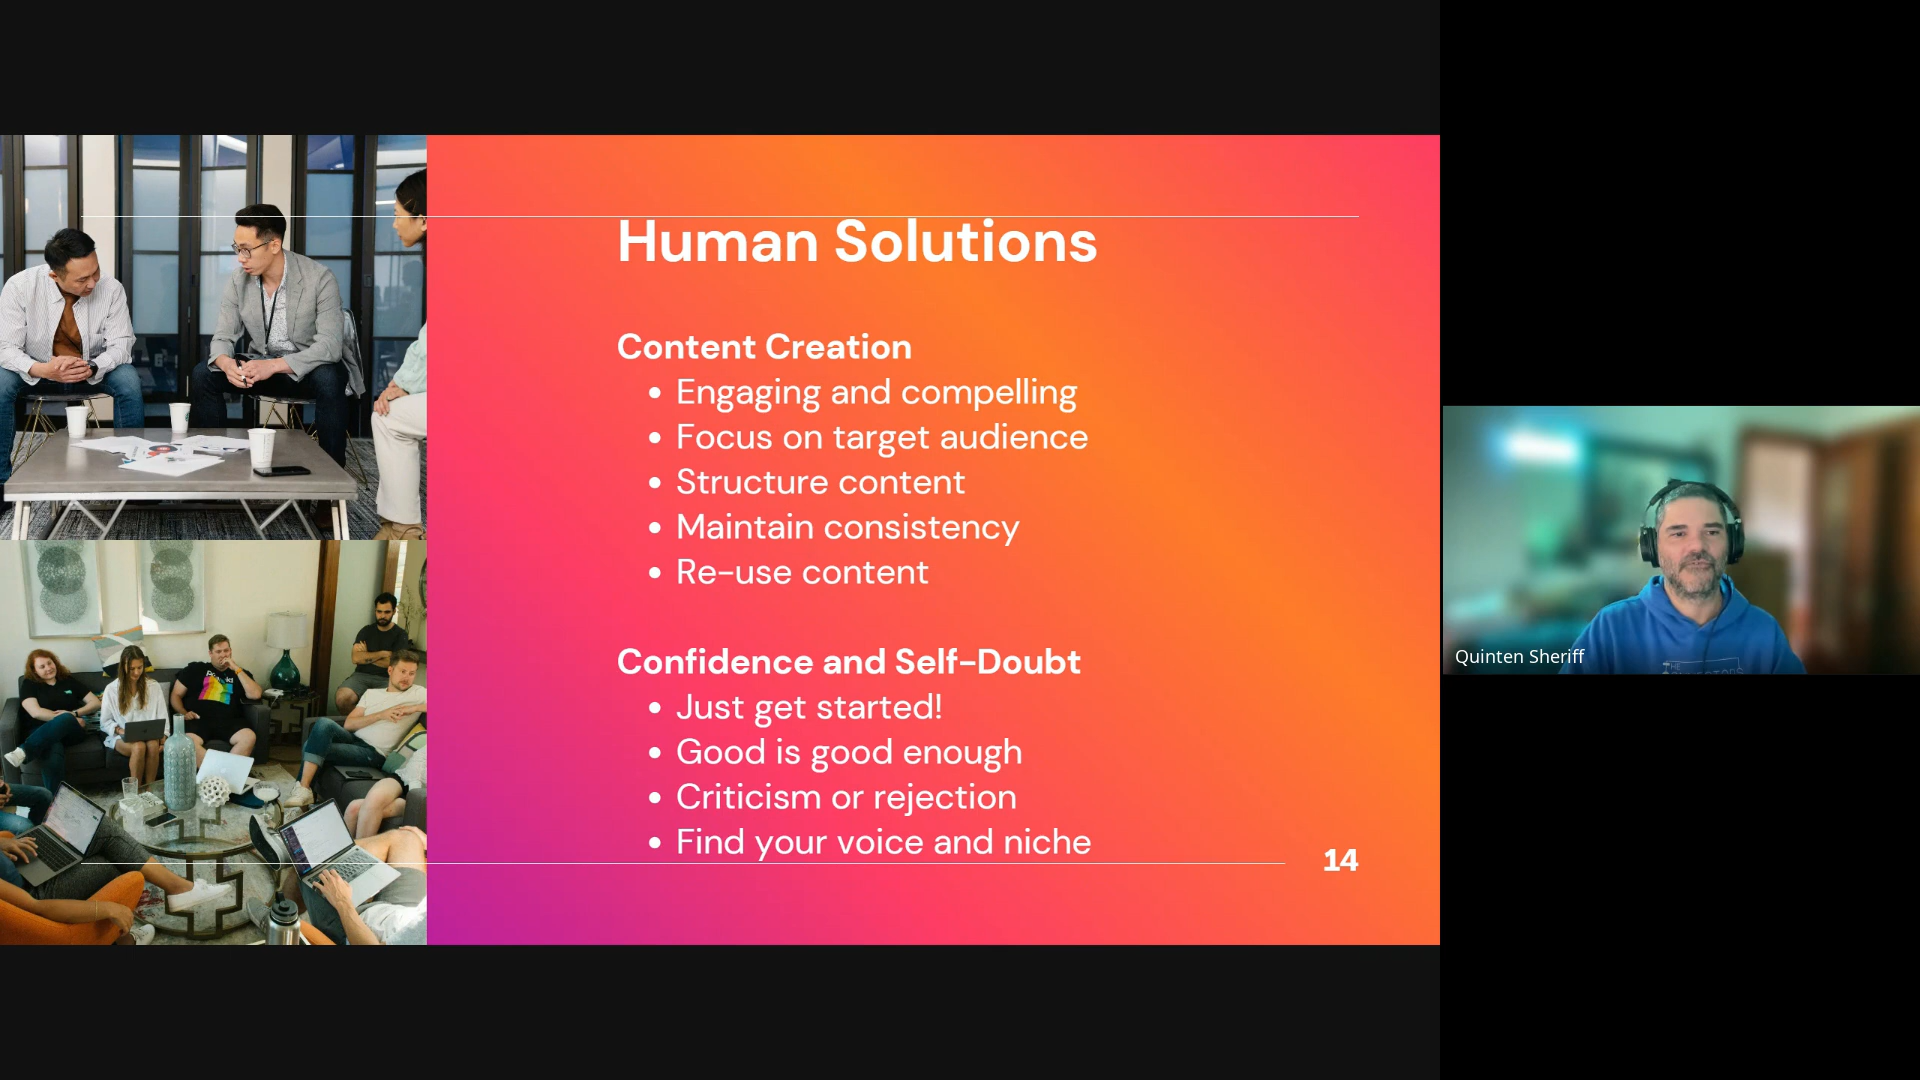 Human Solutions
Content Creation
• Engaging and compelling
• Focus on target audience
• Structure content
• Maintain consistency
• Re-use content
Confidence and Self-Doubt
• Just get started!
• Good is good enough
• Criticism or rejection
• Find your voice and niche
14
Quinten Sheriff
THE